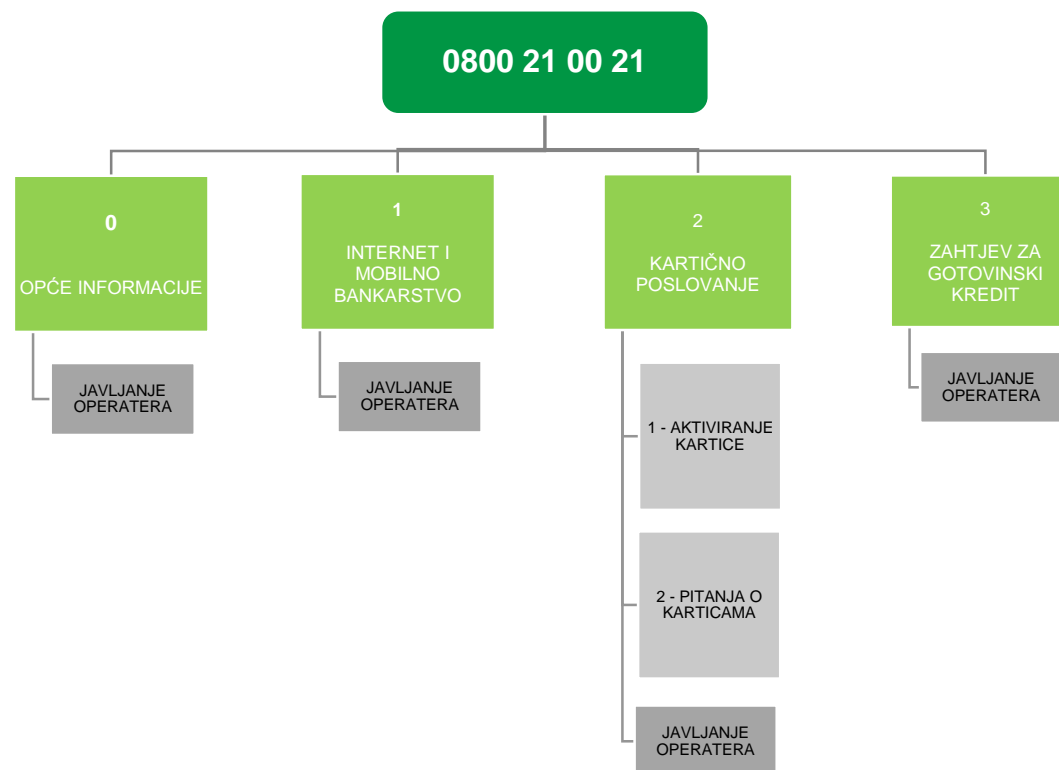 0800 21 00 21
0
OPĆE INFORMACIJE
JAVLJANJE
OPERATERA
1
INTERNET I
MOBILNO
BANKARSTVO
JAVLJANJE
OPERATERA
2
KARTIČNO
POSLOVANJE
1 - AKTIVIRANJE
KARTICE
2 - PITANJA O
KARTICAMA
JAVLJANJE
OPERATERA
3
ZAHTJEV ZA
GOTOVINSKI
KREDIT
JAVLJANJE
OPERATERA